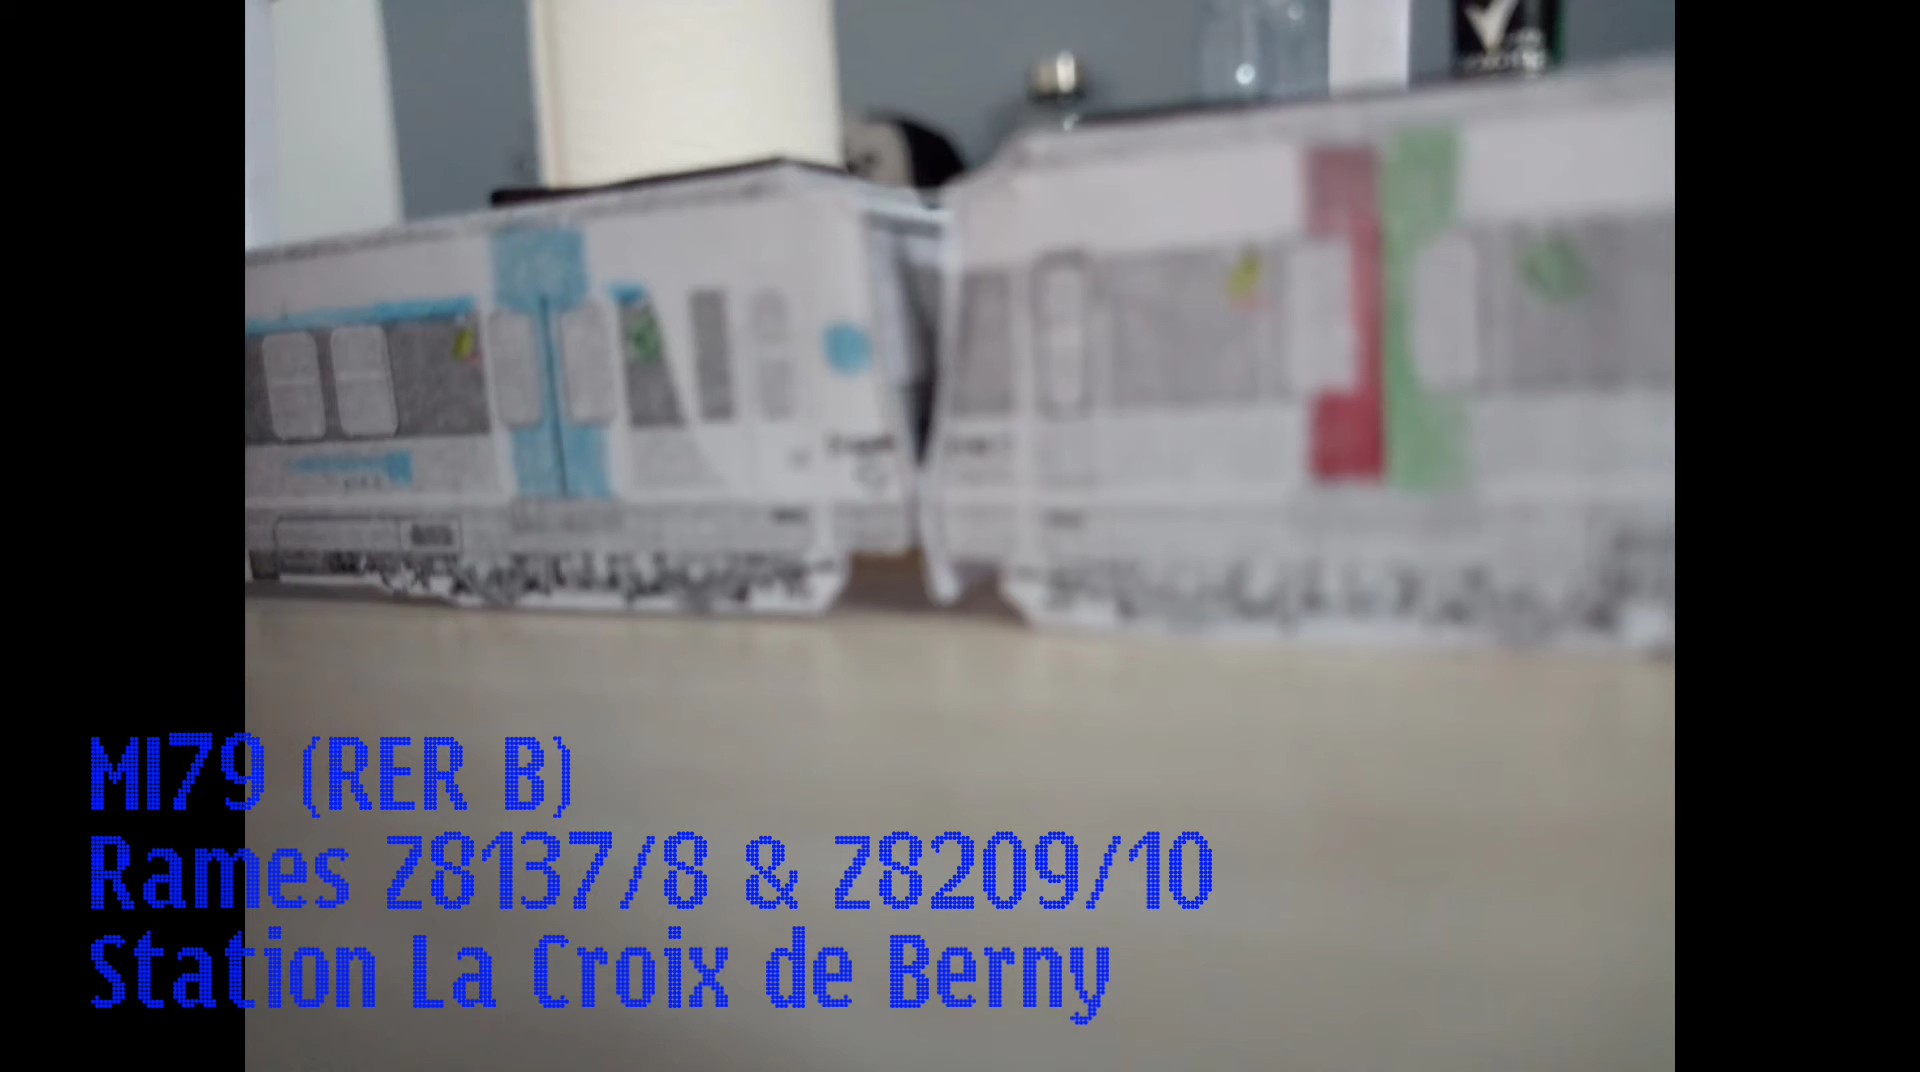 MI79 (RER B)
Rames Z8137/8 & Z8209/10
Station La Croix de Berny